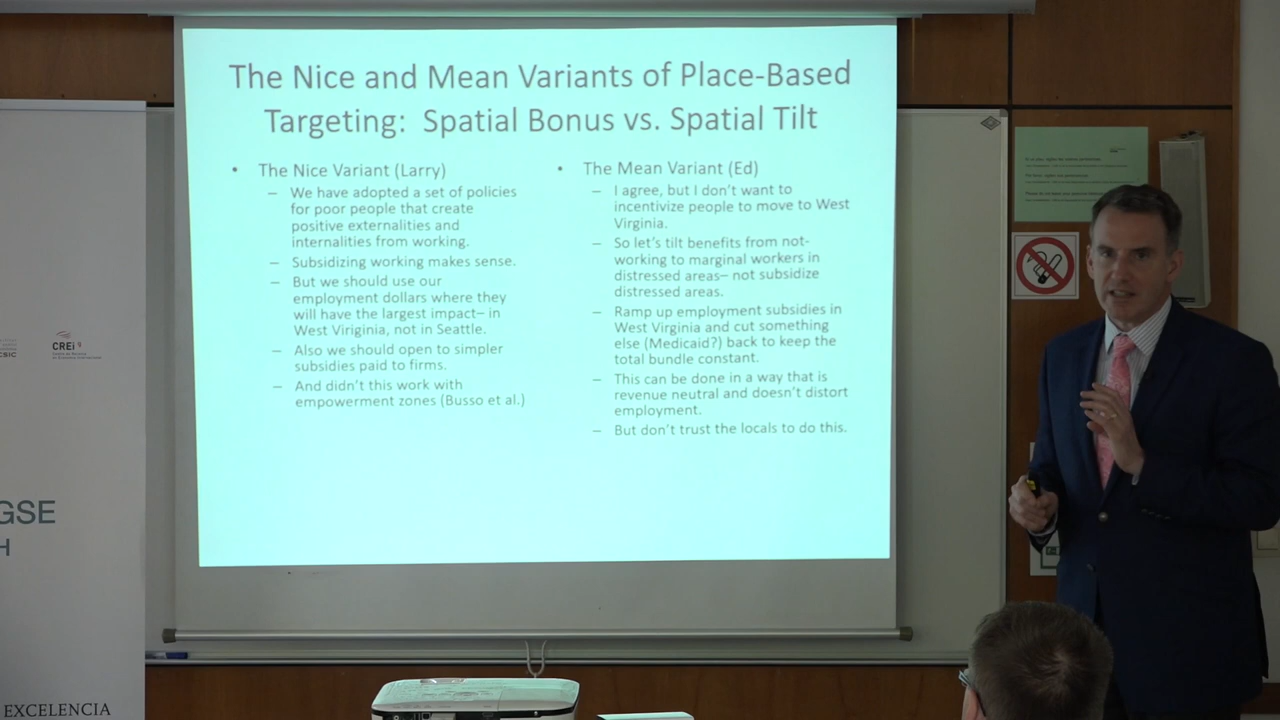 The Nice and Mean Variants of Place-Based
Targeting: Spatial Bonus vs. Spatial Tilt
• The Nice Variant (Larry)
– We have adopted a set of policies
for poor people that create
positive externalities and
internalities from working.
– Subsidizing working makes sense.
– But we should use our
employment dollars where they
will have the largest impact– in
West Viriginia, not in Seattle.
– Also we should open to simpler
subsidies paid to firms.
– And didn't this work with
empowerment zones (Busso et al.)
• The Mean Variant (Ed)
– I agree, but I don't want to
incentivize people to move to West
Virginia.
– So let's tilt benefits from not-
working to marginal workers in
distressed areas– not subsidize
distressed areas.
– Ramp up employment subsidies in
West Virginia and cut something
else (Medicaid?) back to keep the
total bundle constant.
– This can be done in a way that is
revenue neutral and doesn't distort
employment.
– But don't trust the locals to do this.
CSIC
CREi
GSE
H
EXCELENCIA